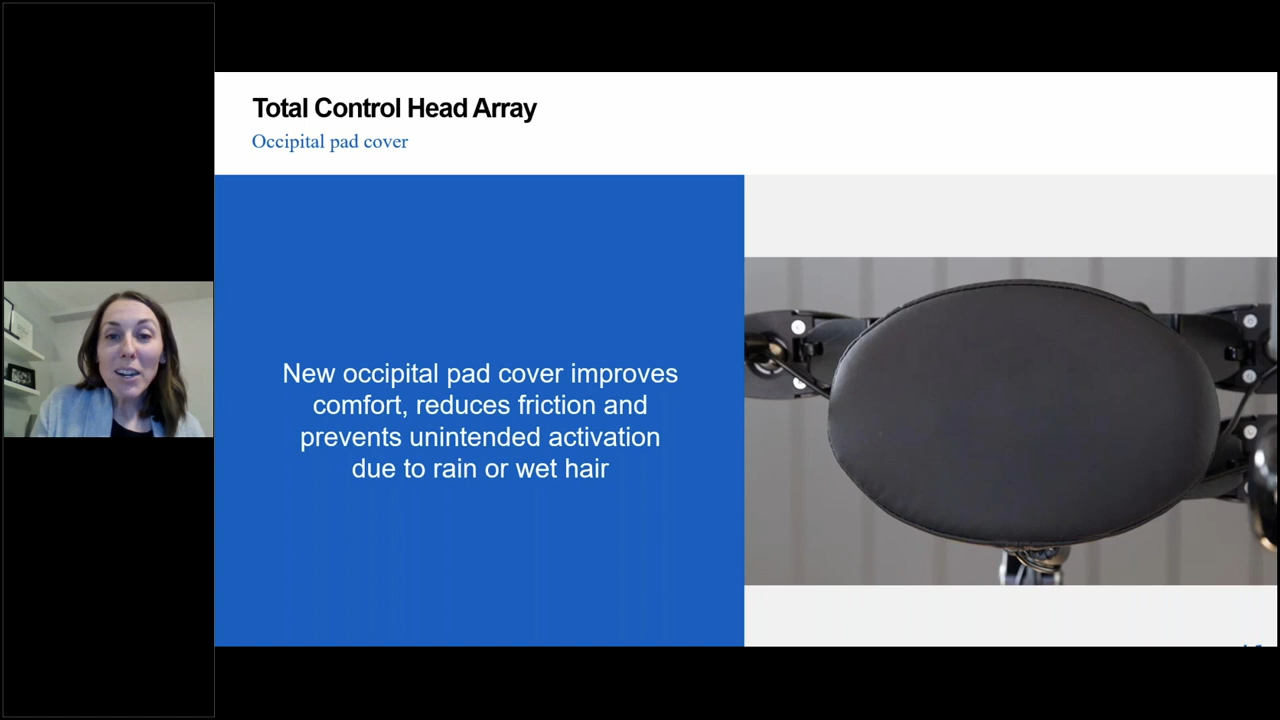 Total Control Head Array
Occipital pad cover
New occipital pad cover improves
comfort, reduces friction and
prevents unintended activation
due to rain or wet hair